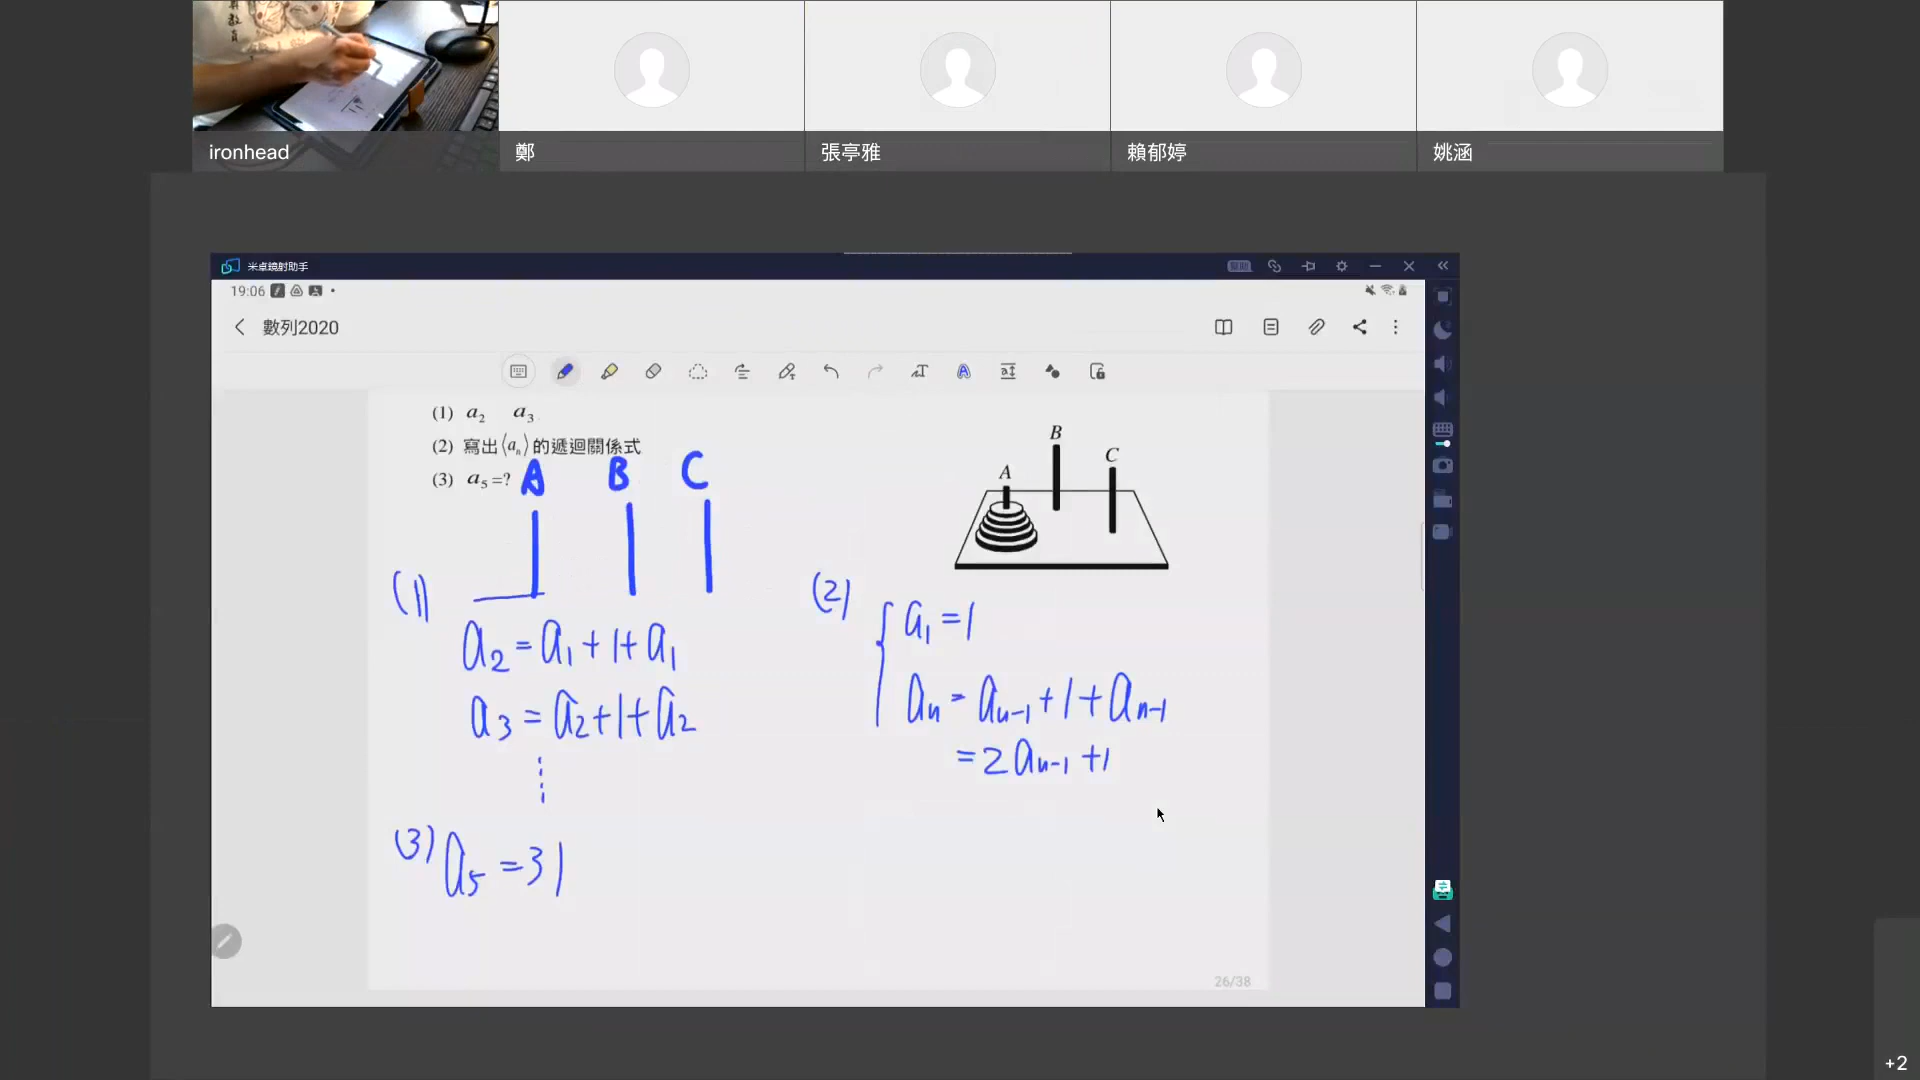 ironhead
鄭
張亭雅
賴郁婷
姚涵
米卓鏡射助手
19:06
數列2020
(1) a₂ a₃
(2) 寫出⟨aₙ⟩的遞迴關係式
(3) a₅=?
A B C
A
B
C
(1)
a₂ = a₁ + 1 + a₁
a₃ = a₂ + 1 + a₂
(2)
a₁ = 1
aₙ = aₙ₋₁ + 1 + aₙ₋₁
= 2aₙ₋₁ + 1
(3) a₅ = 31
26/38
+2